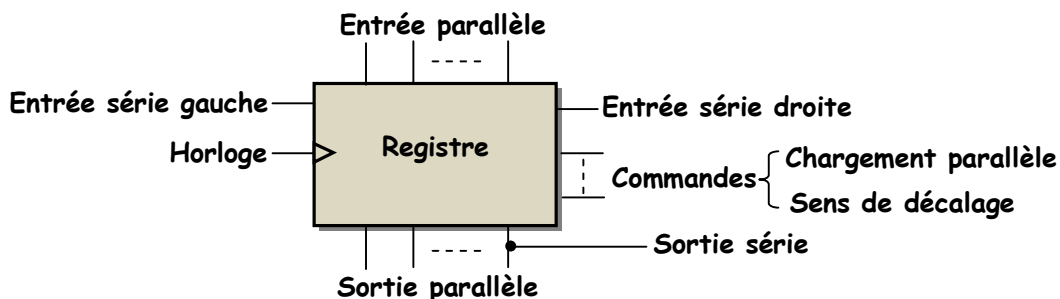 Entrée parallèle
Entrée série gauche
Entrée série droite
Horloge
Registre
Commandes
Chargement parallèle
Sens de décalage
Sortie série
Sortie parallèle